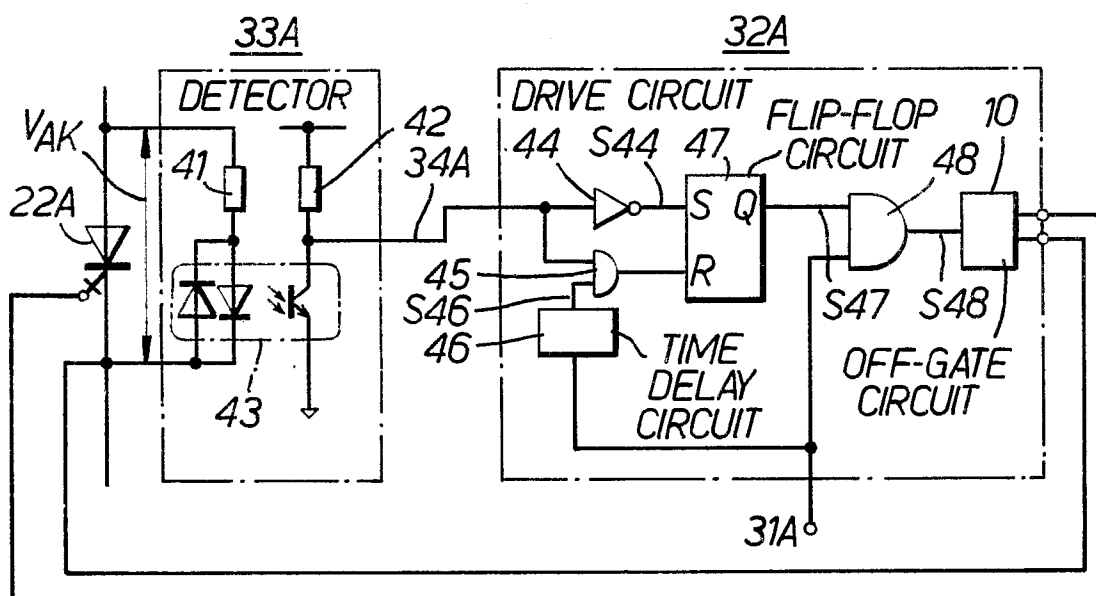 33A
32A
DETECTOR
DRIVE CIRCUIT
VAK
41
42
34A
44
S44
47
FLIP-FLOP
CIRCUIT
10
48
22A
S
Q
R
45
S46
46
S47
S48
43
TIME
DELAY
CIRCUIT
OFF-GATE
CIRCUIT
31A